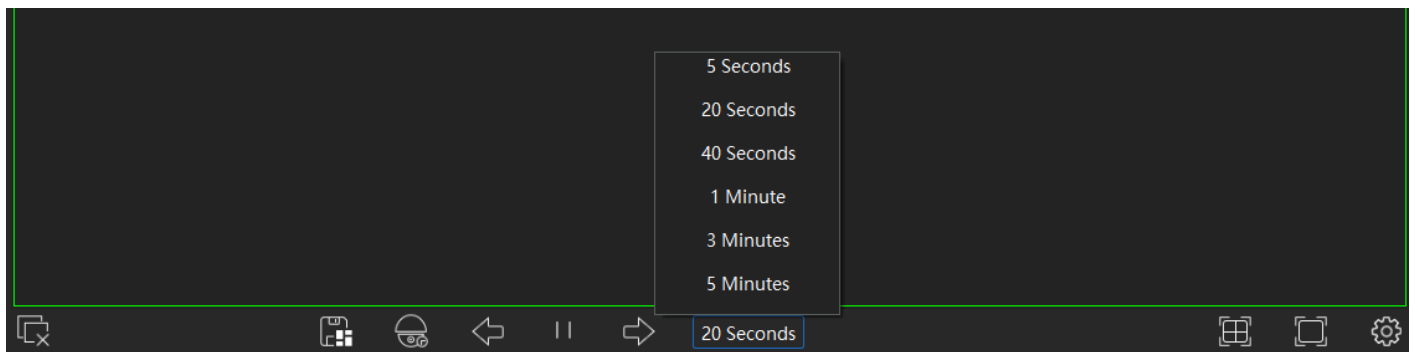 5 Seconds
20 Seconds
40 Seconds
1 Minute
3 Minutes
5 Minutes
20 Seconds